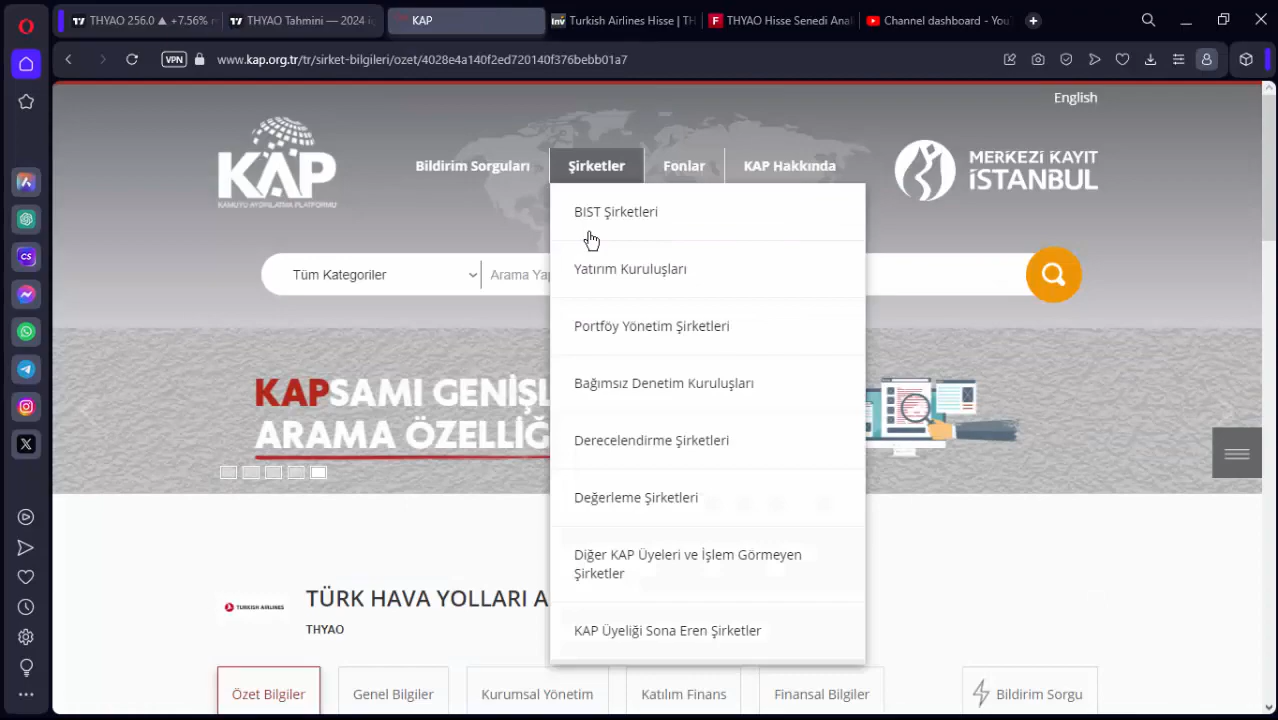 THYAO 256.0 ▲ +7.56%
THYAO Tahmini — 2024
KAP
Turkish Airlines Hisse | TH
THYAO Hisse Senedi Anal
Channel dashboard - You
VPN
www.kap.org.tr/tr/sirket-bilgileri/ozet/4028e4a140f2ed720140f376bebb01a7
English
KAP
KAMUYU AYDINLATMA PLATFORMU
Bildirim Sorguları
Şirketler
Fonlar
KAP Hakkında
MERKEZİ KAYIT
İSTANBUL
BIST Şirketleri
Tüm Kategoriler
Arama Yap
Yatırım Kuruluşları
Portföy Yönetim Şirketleri
KAPSAMI GENİŞL
ARAMA ÖZELLİĞ
Bağımsız Denetim Kuruluşları
Derecelendirme Şirketleri
Değerleme Şirketleri
Diğer KAP Üyeleri ve İşlem Görmeyen
Şirketler
KAP Üyeliği Sona Eren Şirketler
TURKISH AIRLINES
TÜRK HAVA YOLLARI A
THYAO
Özet Bilgiler
Genel Bilgiler
Kurumsal Yönetim
Katılım Finans
Finansal Bilgiler
Bildirim Sorgu